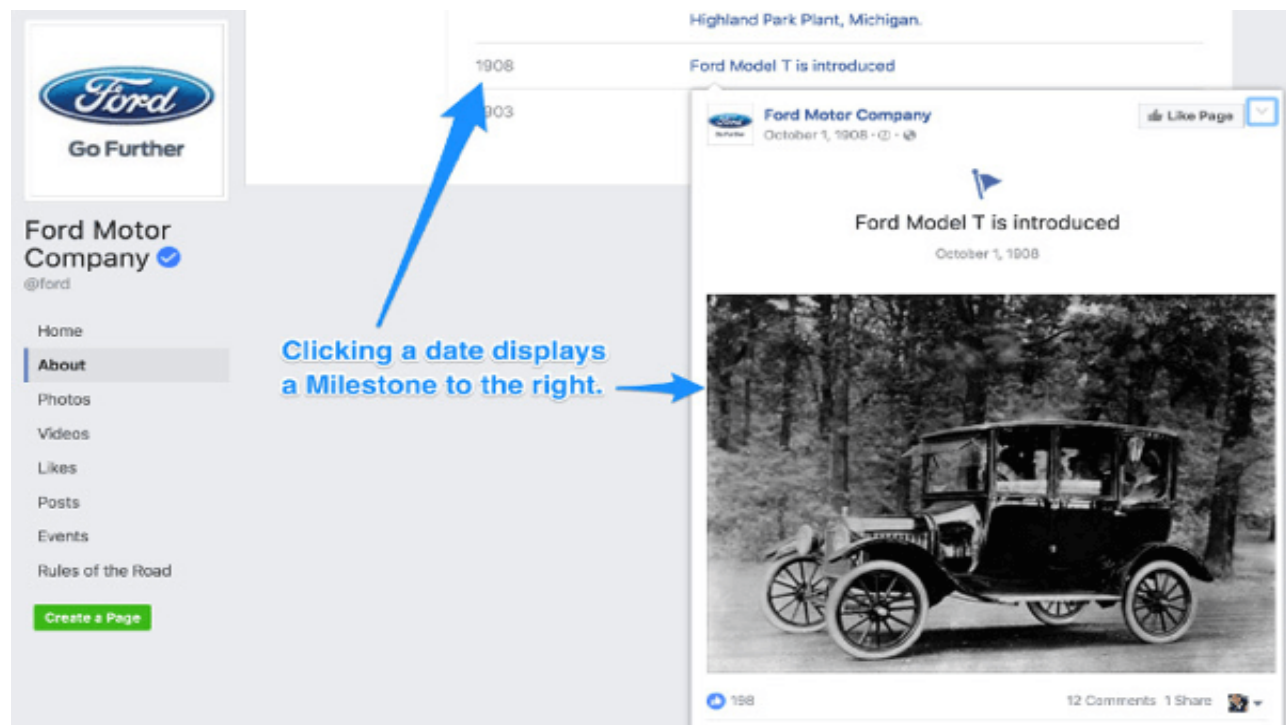 Ford
Go Further
Ford Motor
Company
@ford
Home
About
Photos
Videos
Likes
Posts
Events
Rules of the Road
Create a Page
Highland Park Plant, Michigan.
1908
Ford Model T is introduced
903
Clicking a date displays
a Milestone to the right.
Ford
Ford Motor Company
October 1, 1908
Like Page
Ford Model T is introduced
October 1, 1908
198
12 Comments 1 Share